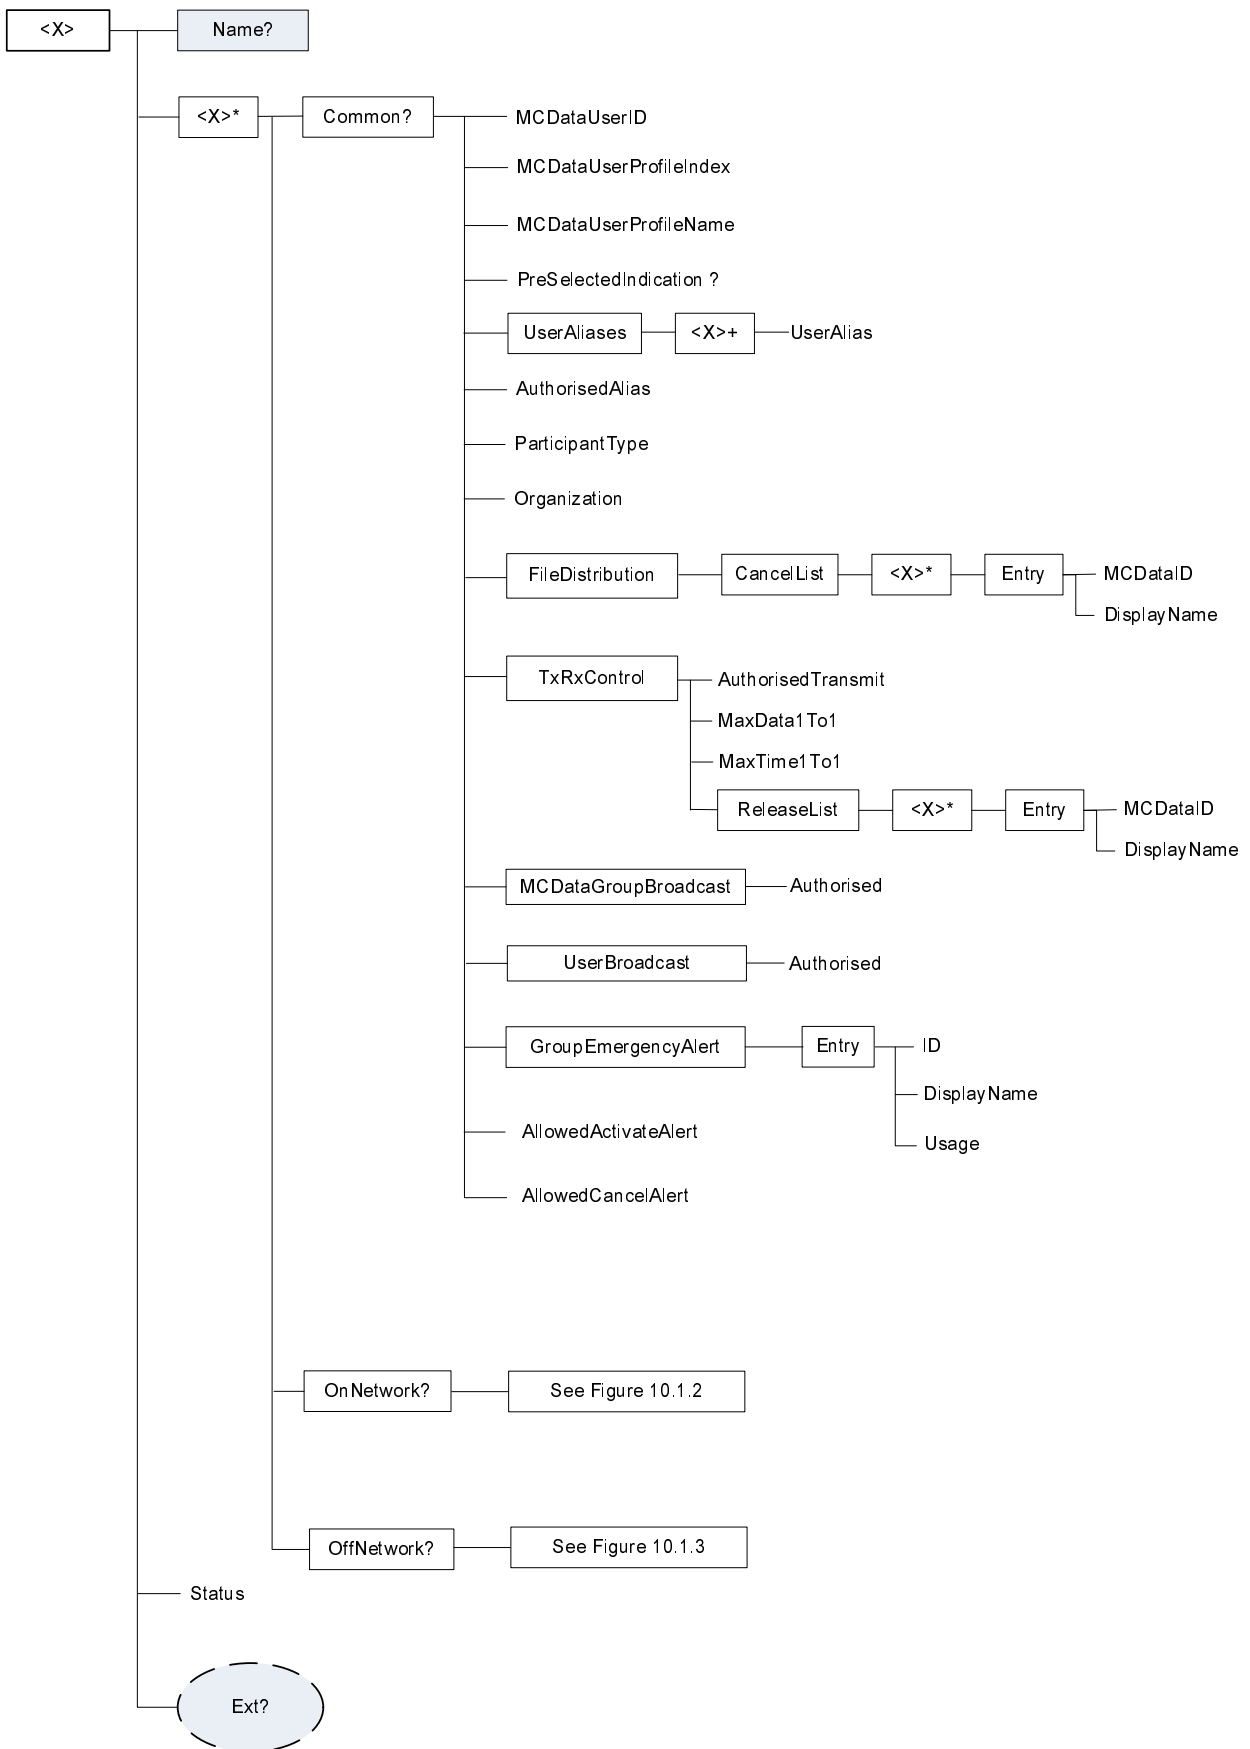 <X>
Name?
<X>*
Common?
MCDataUserID
MCDataUserProfileIndex
MCDataUserProfileName
PreSelectedIndication ?
UserAliases
<X>+
UserAlias
AuthorisedAlias
ParticipantType
Organization
FileDistribution
CancelList
<X>*
Entry
MCDataID
DisplayName
TxRxControl
AuthorisedTransmit
MaxData1To1
MaxTime1To1
ReleaseList
<X>*
Entry
MCDataID
DisplayName
MCDataGroupBroadcast
Authorised
UserBroadcast
Authorised
GroupEmergencyAlert
Entry
ID
DisplayName
Usage
AllowedActivateAlert
AllowedCancelAlert
OnNetwork?
See Figure 10.1.2
OffNetwork?
See Figure 10.1.3
Status
Ext?